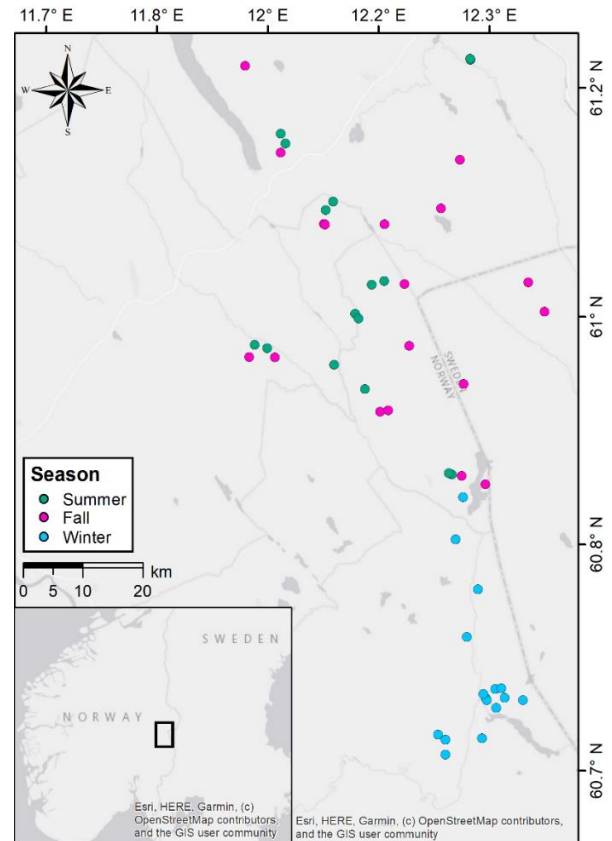 11.7° E
11.8° E
12° E
12.2° E
12.3° E
N
W
E
S
61.2° N
61° N
SWEDEN
NORWAY
60.8° N
60.7° N
Season
Summer
Fall
Winter
0 5 10 20
km
SWEDEN
NORWAY
Esri, HERE, Garmin, (c)
OpenStreetMap contributors,
and the GIS user community
Esri, HERE, Garmin, (c) OpenStreetMap contributors,
and the GIS user community